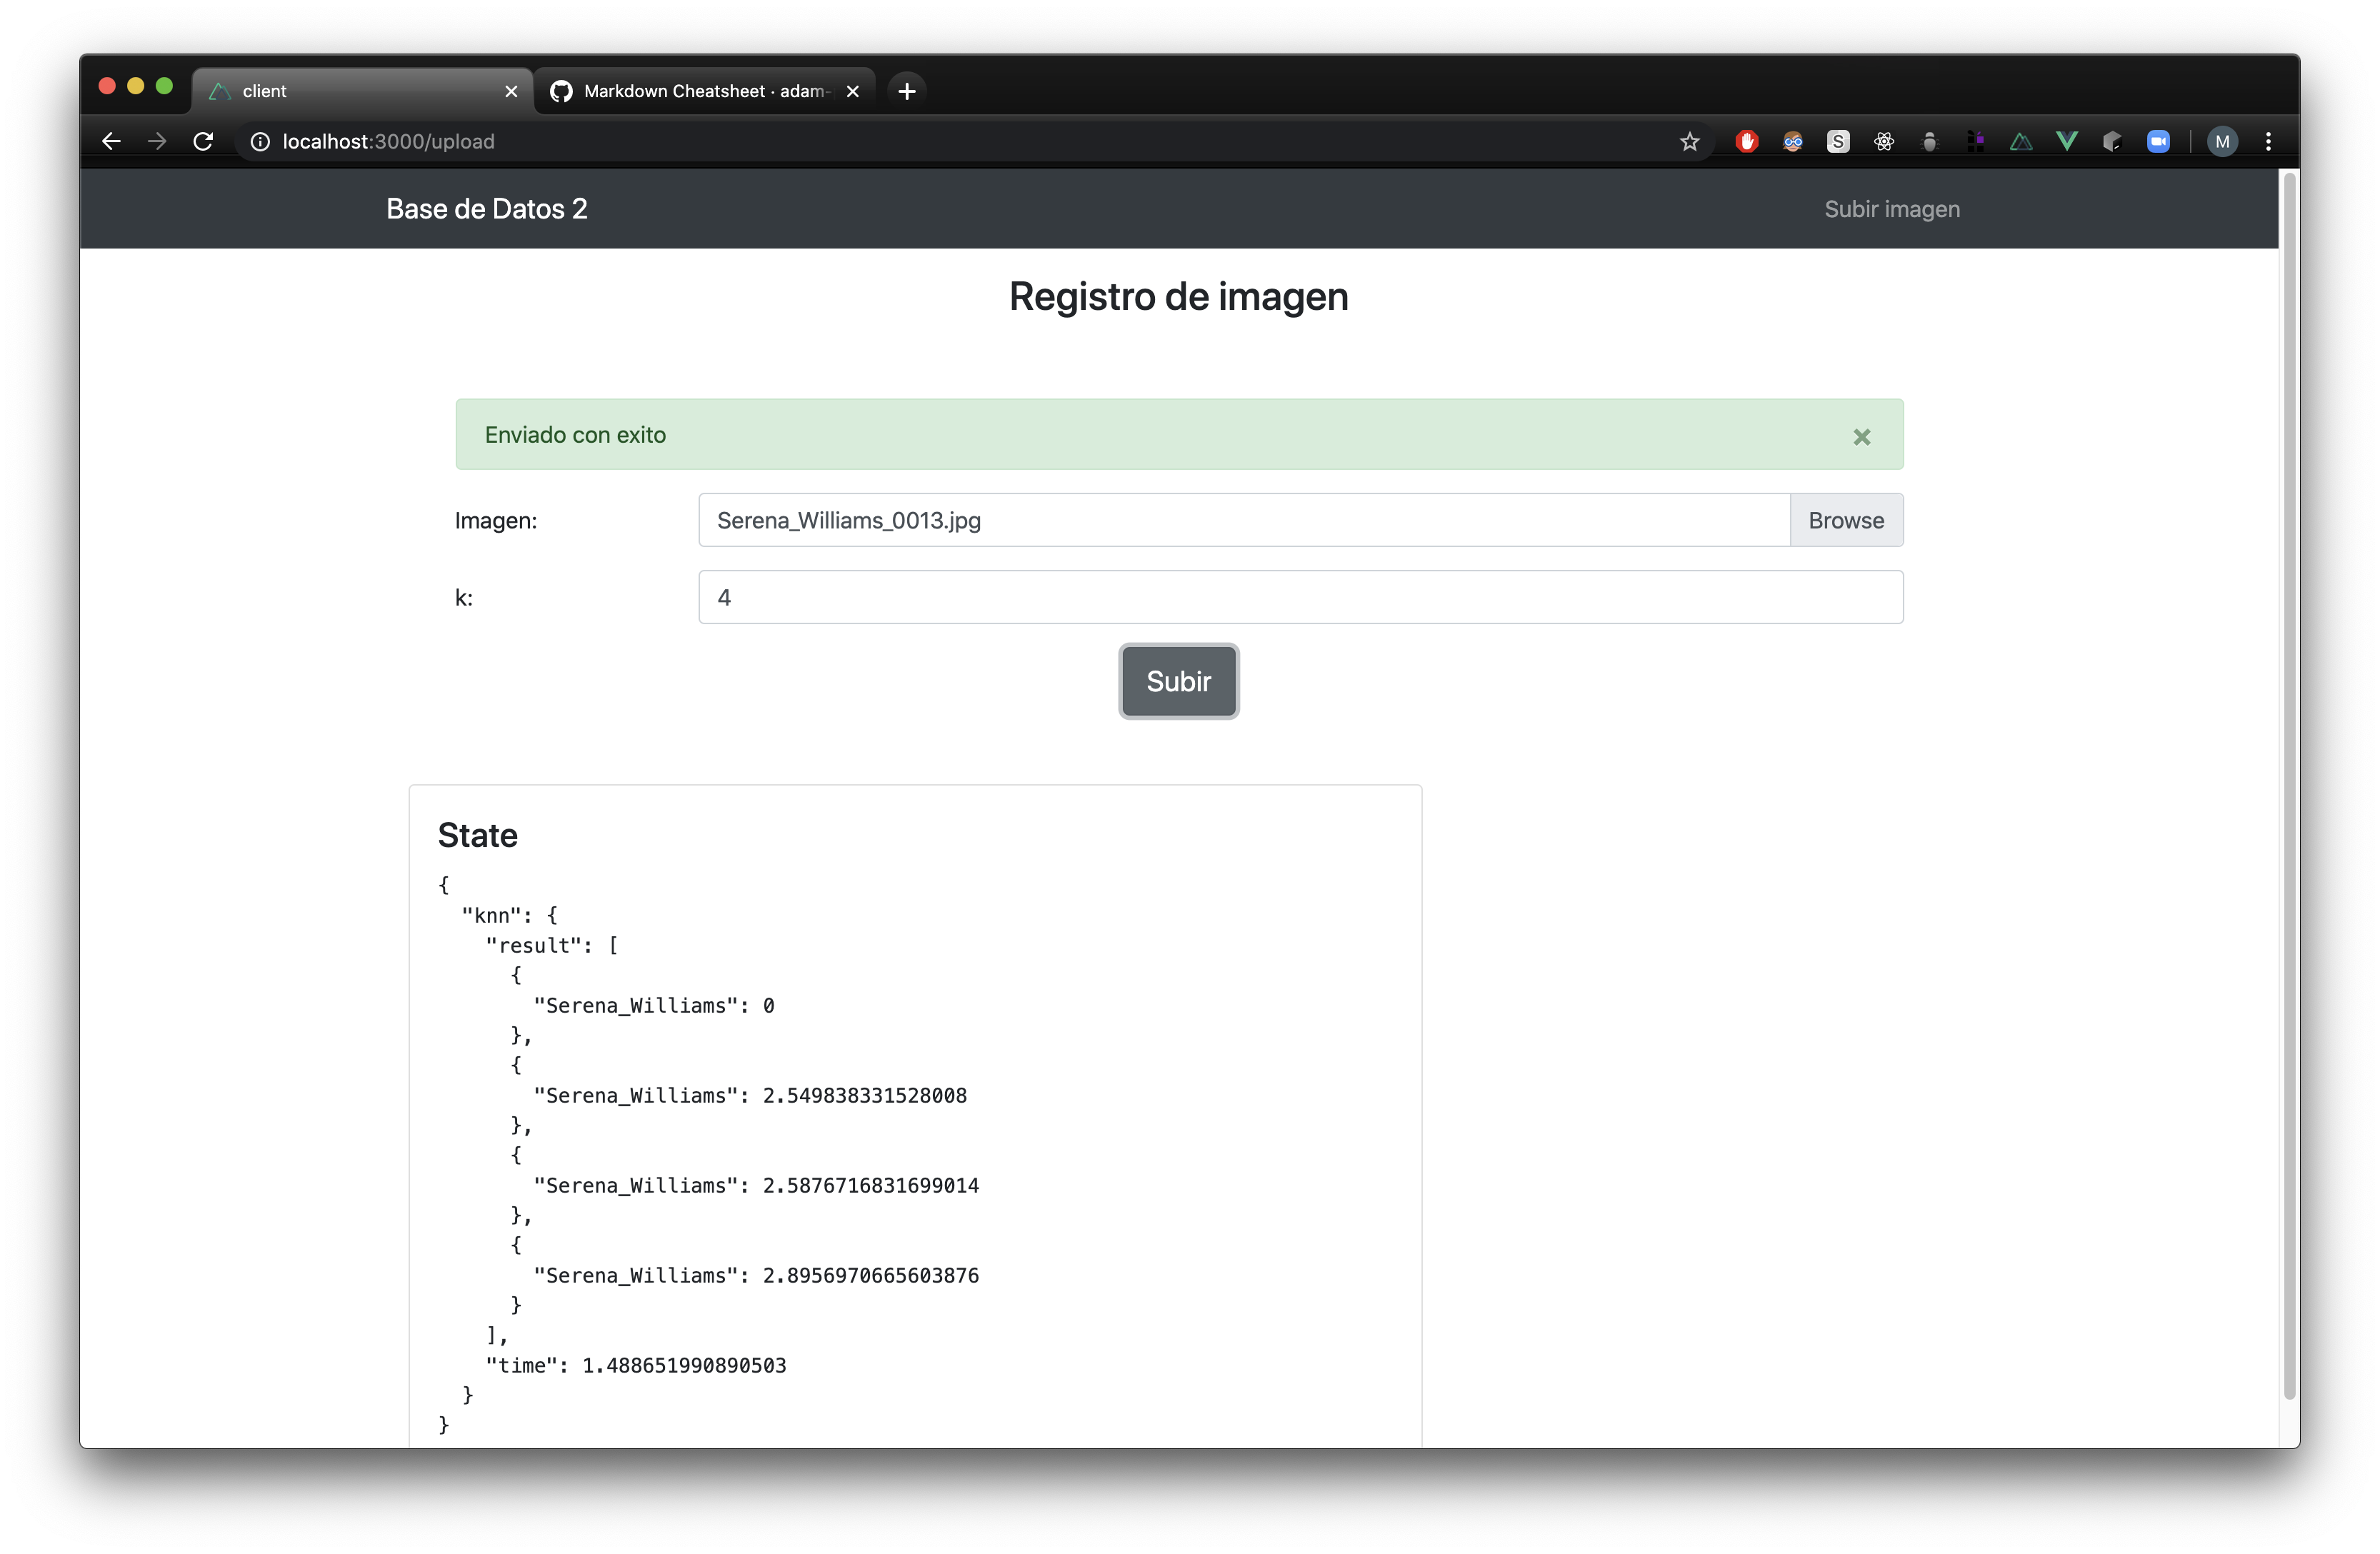 client
Markdown Cheatsheet · adam-
localhost:3000/upload
S
M
Base de Datos 2
Subir imagen
Registro de imagen
Enviado con exito
Imagen:
Serena_Williams_0013.jpg
Browse
k:
4
Subir
State
{
"knn": {
"result": [
{
"Serena_Williams": 0
},
{
"Serena_Williams": 2.549838331528008
},
{
"Serena_Williams": 2.5876716831699014
},
{
"Serena_Williams": 2.8956970665603876
}
],
"time": 1.488651990890503
}
}